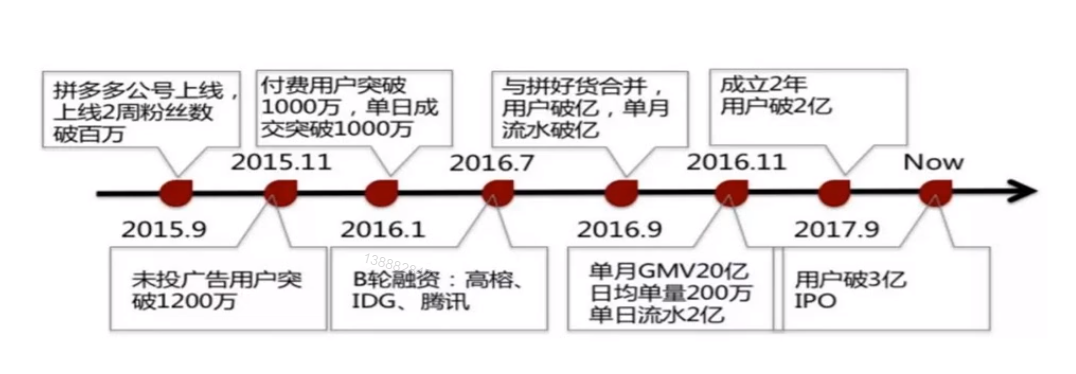 拼多多公号上线，
上线2周粉丝数
破百万
付费用户突破
1000万，单日成
交突破1000万
与拼好货合并，
用户破亿，单月
流水破亿
成立2年
用户破2亿
2015.11
2016.7
2016.11
Now
2015.9
2016.1
2016.9
2017.9
未投广告用户突
破1200万
B轮融资：高榕、
IDG、腾讯
单月GMV20亿
日均单量200万
单日流水2亿
用户破3亿
IPO